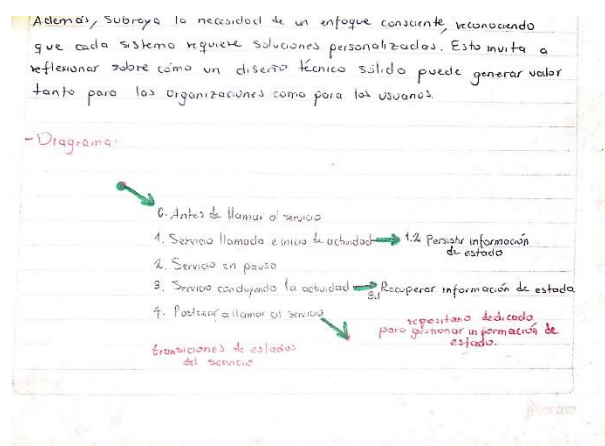 Además, subraya la necesidad de un enfoque consciente, reconociendo
que cada sistema requiere soluciones personalizadas. Esto invita a
reflexionar sobre cómo un diseño técnico sólido puede generar valor
tanto para las organizaciones como para los usuarios.
- Diagrama:
0. Antes de llamar al servicio
1. Servicio llamado e inicio de actividad 1.2 Persistir información
de estado
2. Servicio en pausa
3. Servicio concluyendo la actividad 3.1 Recuperar información de estado
4. Posterior a llamar al servicio
repositorio dedicado
para gestionar información de
estado.
transiciones de estados
del servicio
Norma